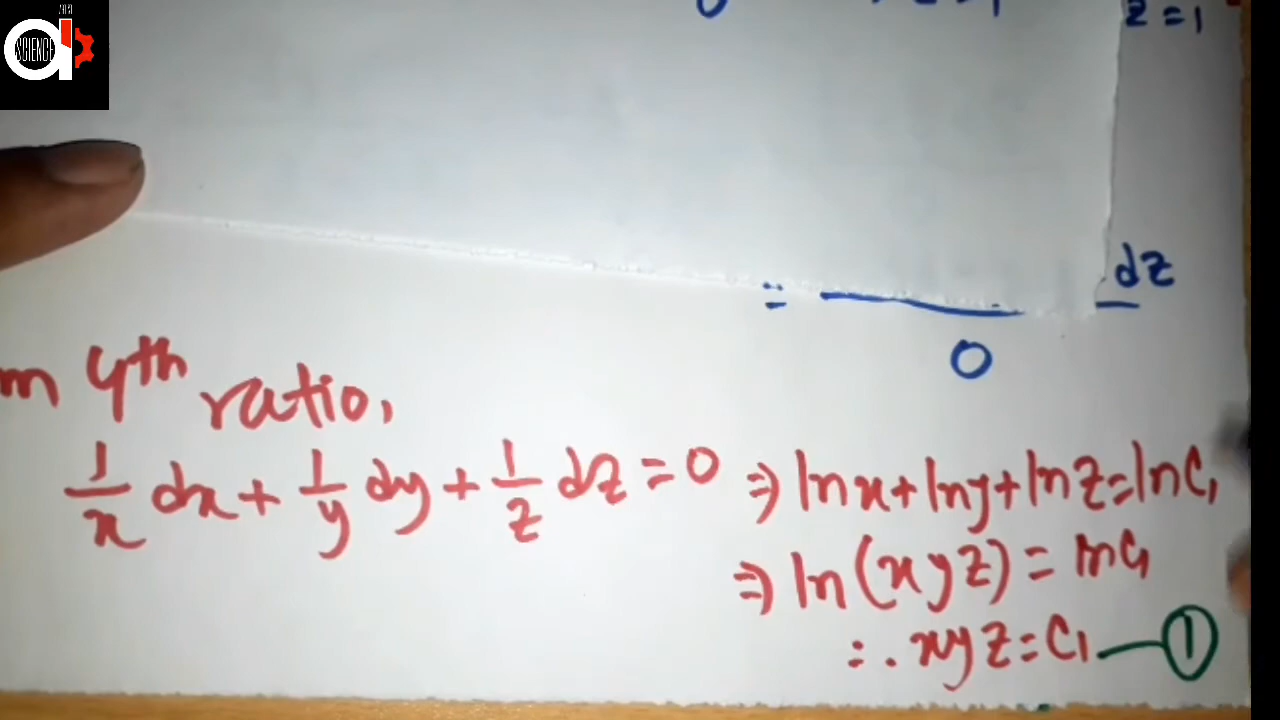 SCIENCE
z = 1
= dz
0
m 4th ratio,
1/x dx + 1/y dy + 1/z dz = 0 ⇒ ln x + ln y + ln z = ln C₁
⇒ ln (x y z) = ln C₁
∴ xyz = C₁ — ①